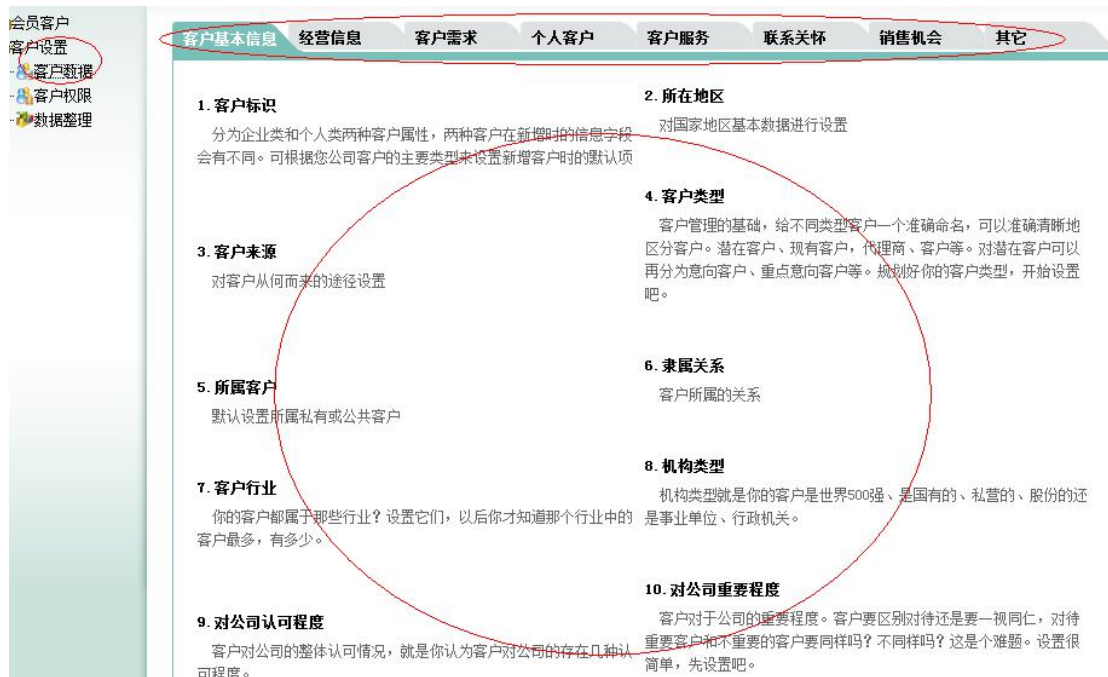 会员客户
客户设置
客户数据
客户权限
数据整理
客户基本信息 经营信息 客户需求 个人客户 客户服务 联系关怀 销售机会 其它
1. 客户标识
分为企业类和个人类两种客户属性，两种客户在新增时的信息字段
会有不同。可根据您公司客户的主要类型来设置新增客户时的默认项
2. 所在地区
对国家地区基本数据进行设置
3. 客户来源
对客户从何而来的途径设置
4. 客户类型
客户管理的基础，给不同类型客户一个准确命名，可以准确清晰地
区分客户。潜在客户、现有客户，代理商、客户等。对潜在客户可以
再分为意向客户、重点意向客户等。规划好你的客户类型，开始设置
吧。
5. 所属客户
默认设置所属私有或公共客户
6. 隶属关系
客户所属的关系
7. 客户行业
你的客户都属于那些行业？设置它们，以后你才知道那个行业中的
客户最多，有多少。
8. 机构类型
机构类型就是你的客户是世界500强、是国有的、私营的、股份的还
是事业单位、行政机关。
9. 对公司认可程度
客户对公司的整体认可情况，就是你认为客户对公司的存在几种认
可程度。
10. 对公司重要程度
客户对于公司的重要程度。客户要区别对待还是要一视同仁，对待
重要客户和不重要的客户要同样吗？不同样吗？这是个难题。设置很
简单，先设置吧。